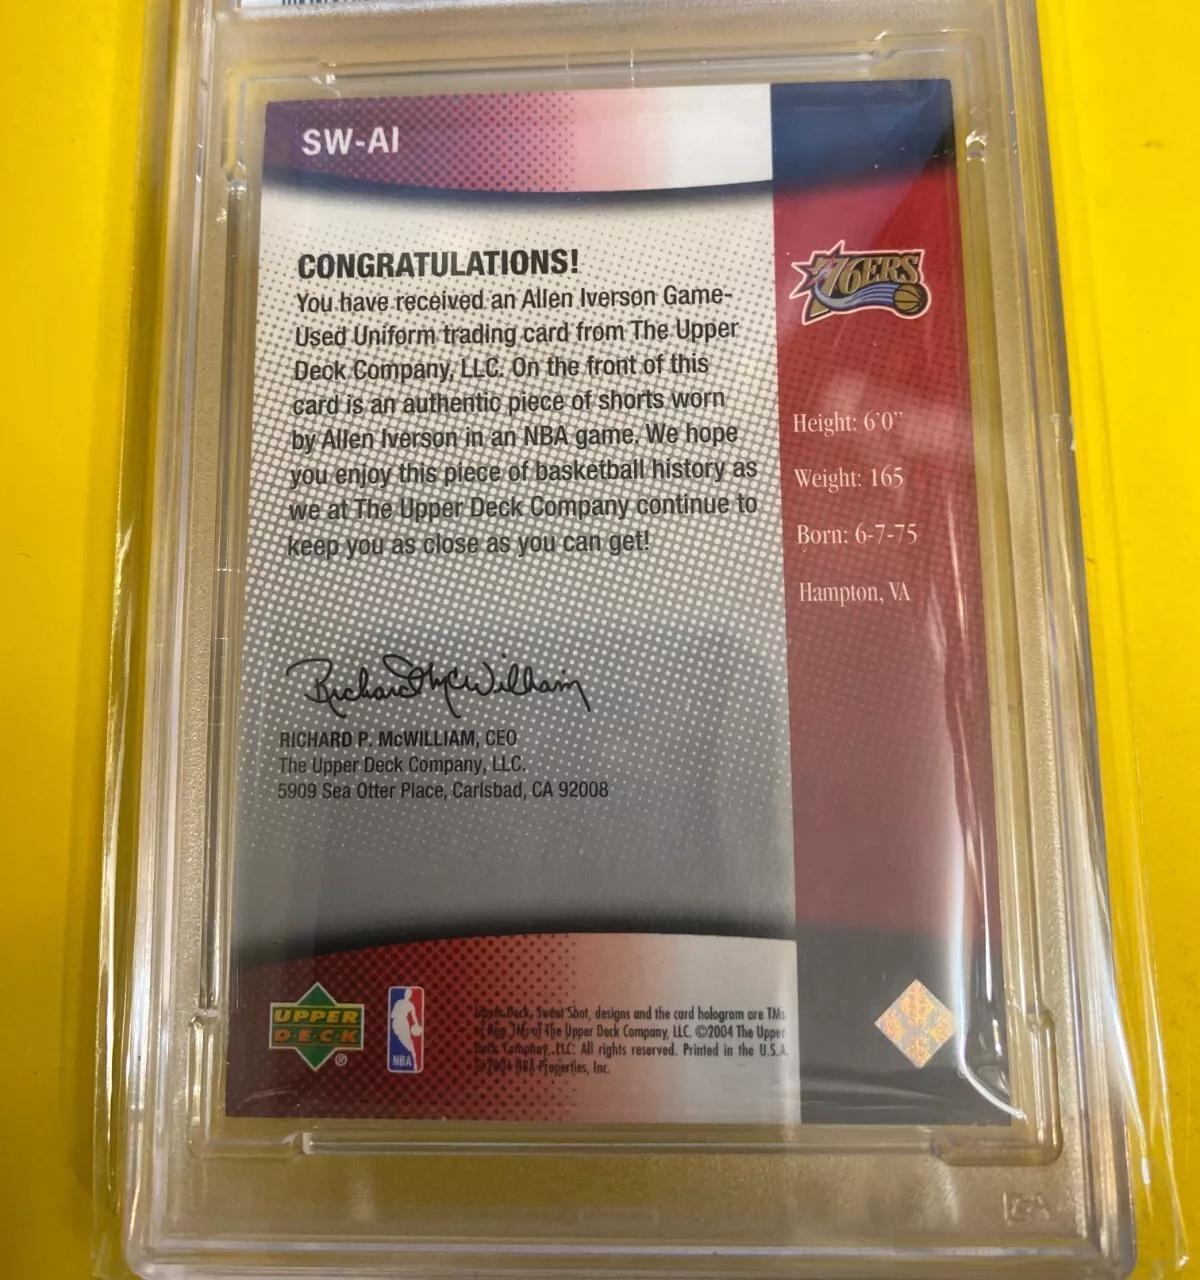 SW-AI
CONGRATULATIONS!
You have received an Allen Iverson Game-
Used Uniform trading card from The Upper
Deck Company, LLC. On the front of this
card is an authentic piece of shorts worn
by Allen Iverson in an NBA game. We hope
you enjoy this piece of basketball history as
we at The Upper Deck Company continue to
keep you as close as you can get!
Richard McWilliam
RICHARD P. McWILLIAM, CEO
The Upper Deck Company, LLC.
5909 Sea Otter Place, Carlsbad, CA 92008
76ERS
Height: 6'0"
Weight: 165
Born: 6-7-75
Hampton, VA
UPPER
DECK
®
NBA
Upper Deck, Sweet Shot, designs and the card hologram are TMs
or Reg. TMs of The Upper Deck Company, LLC. ©2004 The Upper
Deck Company, LLC. All rights reserved. Printed in the U.S.A.
©2004 NBA Properties, Inc.